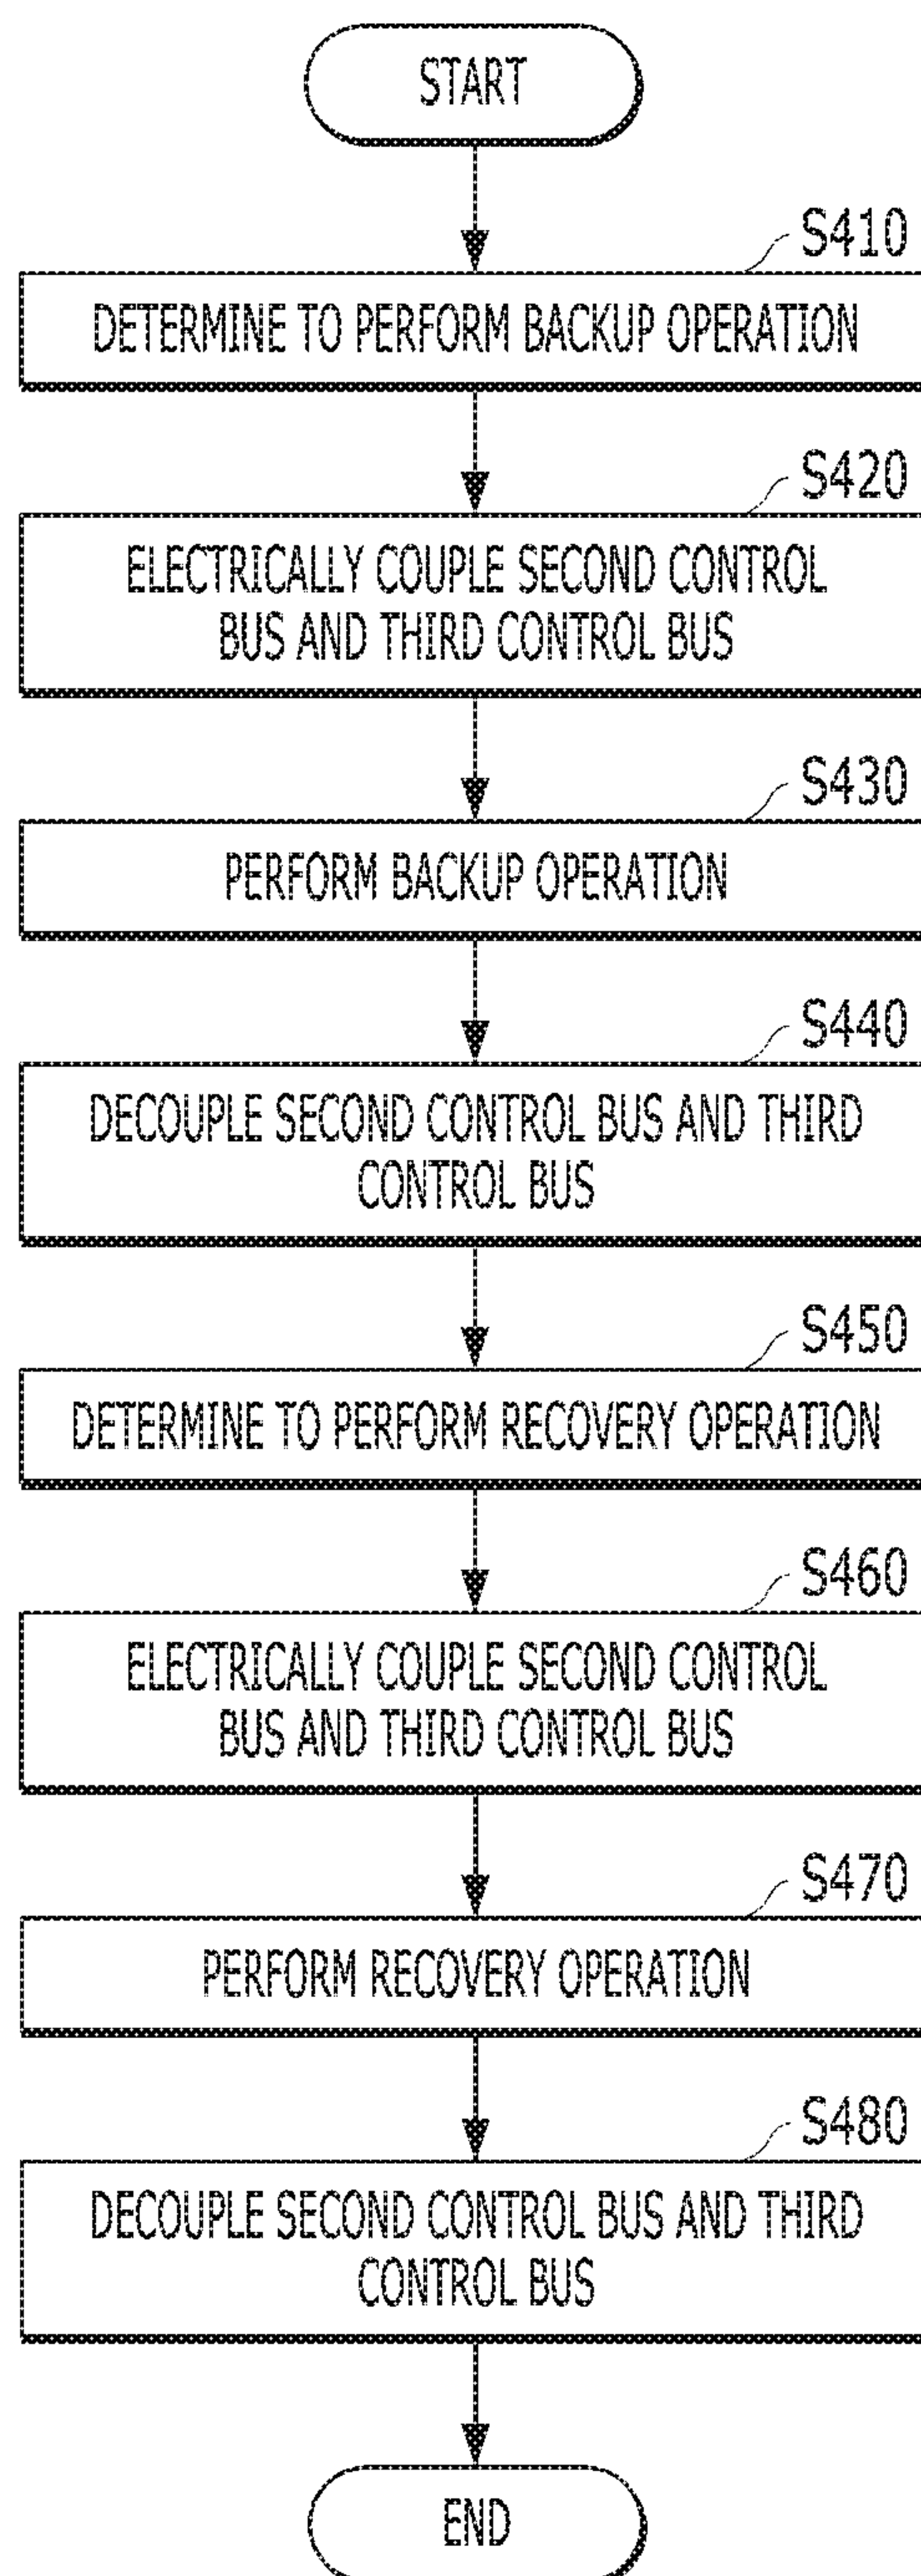 START
S410
DETERMINE TO PERFORM BACKUP OPERATION
S420
ELECTRICALLY COUPLE SECOND CONTROL
BUS AND THIRD CONTROL BUS
S430
PERFORM BACKUP OPERATION
S440
DECOUPLE SECOND CONTROL BUS AND THIRD
CONTROL BUS
S450
DETERMINE TO PERFORM RECOVERY OPERATION
S460
ELECTRICALLY COUPLE SECOND CONTROL
BUS AND THIRD CONTROL BUS
S470
PERFORM RECOVERY OPERATION
S480
DECOUPLE SECOND CONTROL BUS AND THIRD
CONTROL BUS
END